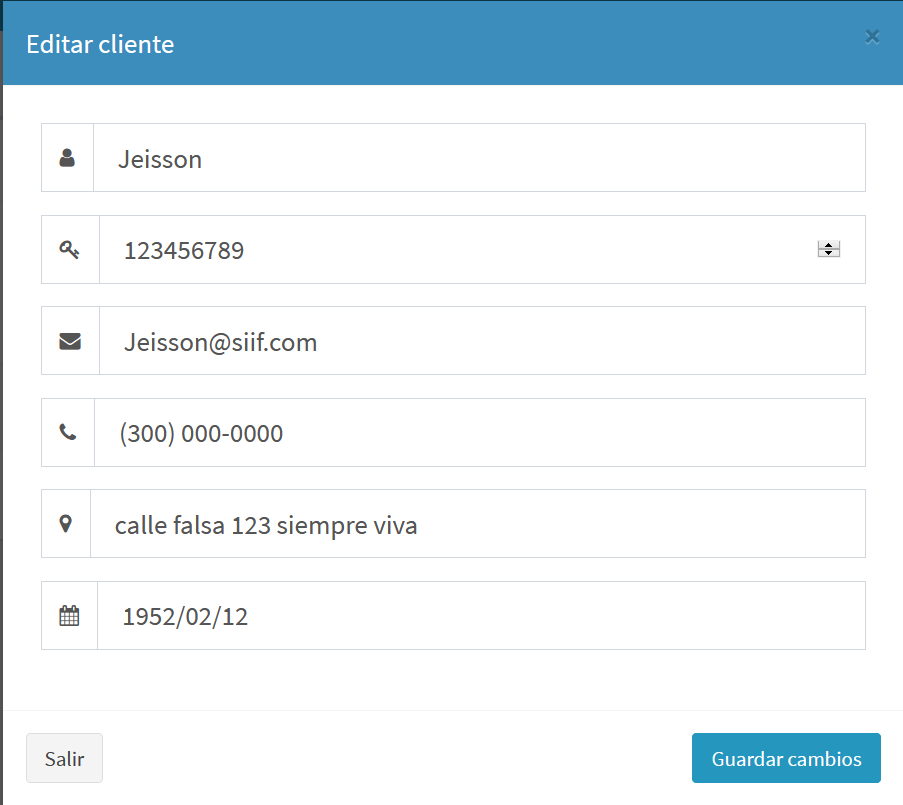 Editar cliente
×
Jeisson
123456789
Jeisson@siif.com
(300) 000-0000
calle falsa 123 siempre viva
1952/02/12
Salir
Guardar cambios